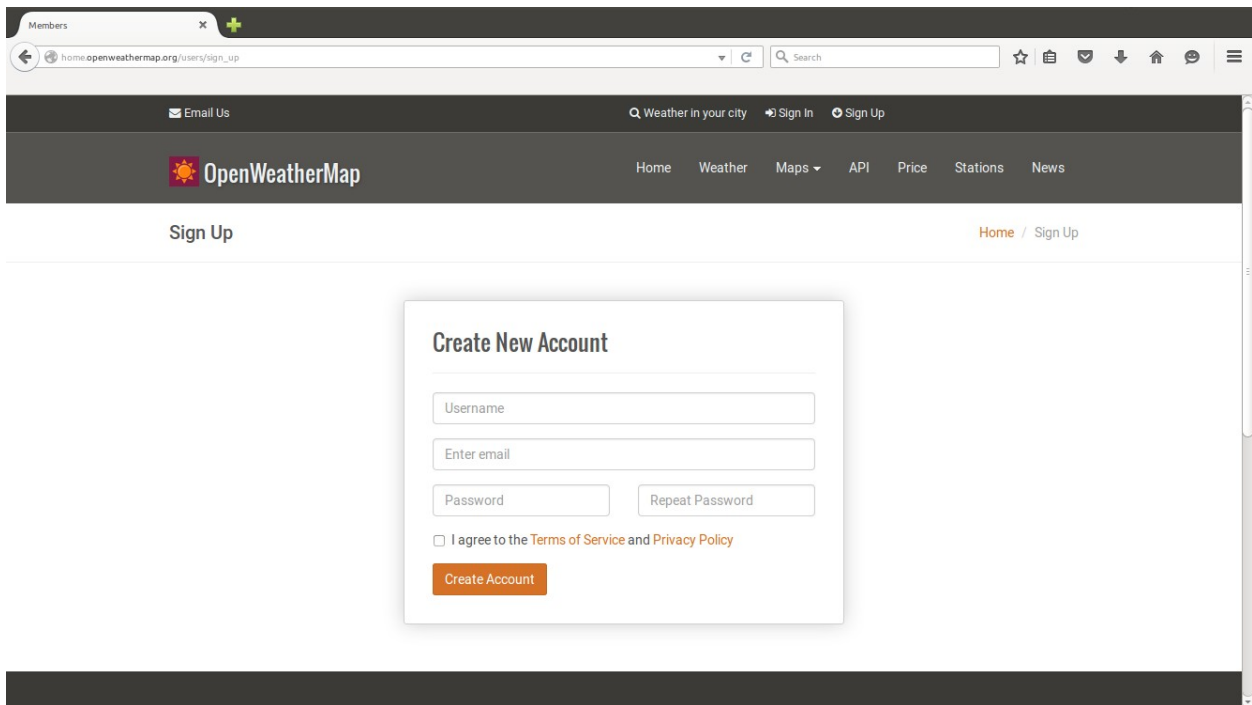 Members
home.openweathermap.org/users/sign_up
Search
Email Us
Weather in your city
Sign In
Sign Up
OpenWeatherMap
Home
Weather
Maps
API
Price
Stations
News
Sign Up
Home / Sign Up
Create New Account
Username
Enter email
Password
Repeat Password
I agree to the Terms of Service and Privacy Policy
Create Account